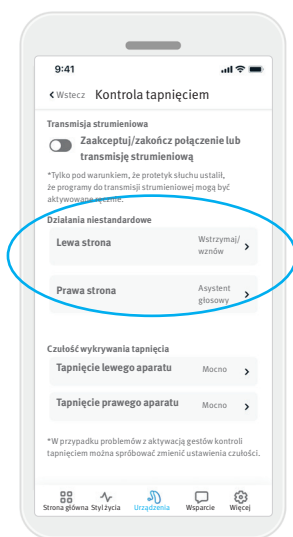 9:41
Wstecz Kontrola tapnięciem
Transmisja strumieniowa
Zaakceptuj/zakończ połączenie lub
transmisję strumieniową
*Tylko pod warunkiem, że protetyk słuchu ustalił,
że programy do transmisji strumieniowej mogą być
aktywowane ręcznie.
Działania niestandardowe
Lewa strona Wstrzymaj/
wznów
Prawa strona Asystent
głosowy
Czułość wykrywania tapnięcia
Tapnięcie lewego aparatu Mocno
Tapnięcie prawego aparatu Mocno
*W przypadku problemów z aktywacją gestów kontroli
tapnięciem można spróbować zmienić ustawienia czułości.
Strona główna Styl życia Urządzenia Wsparcie Więcej